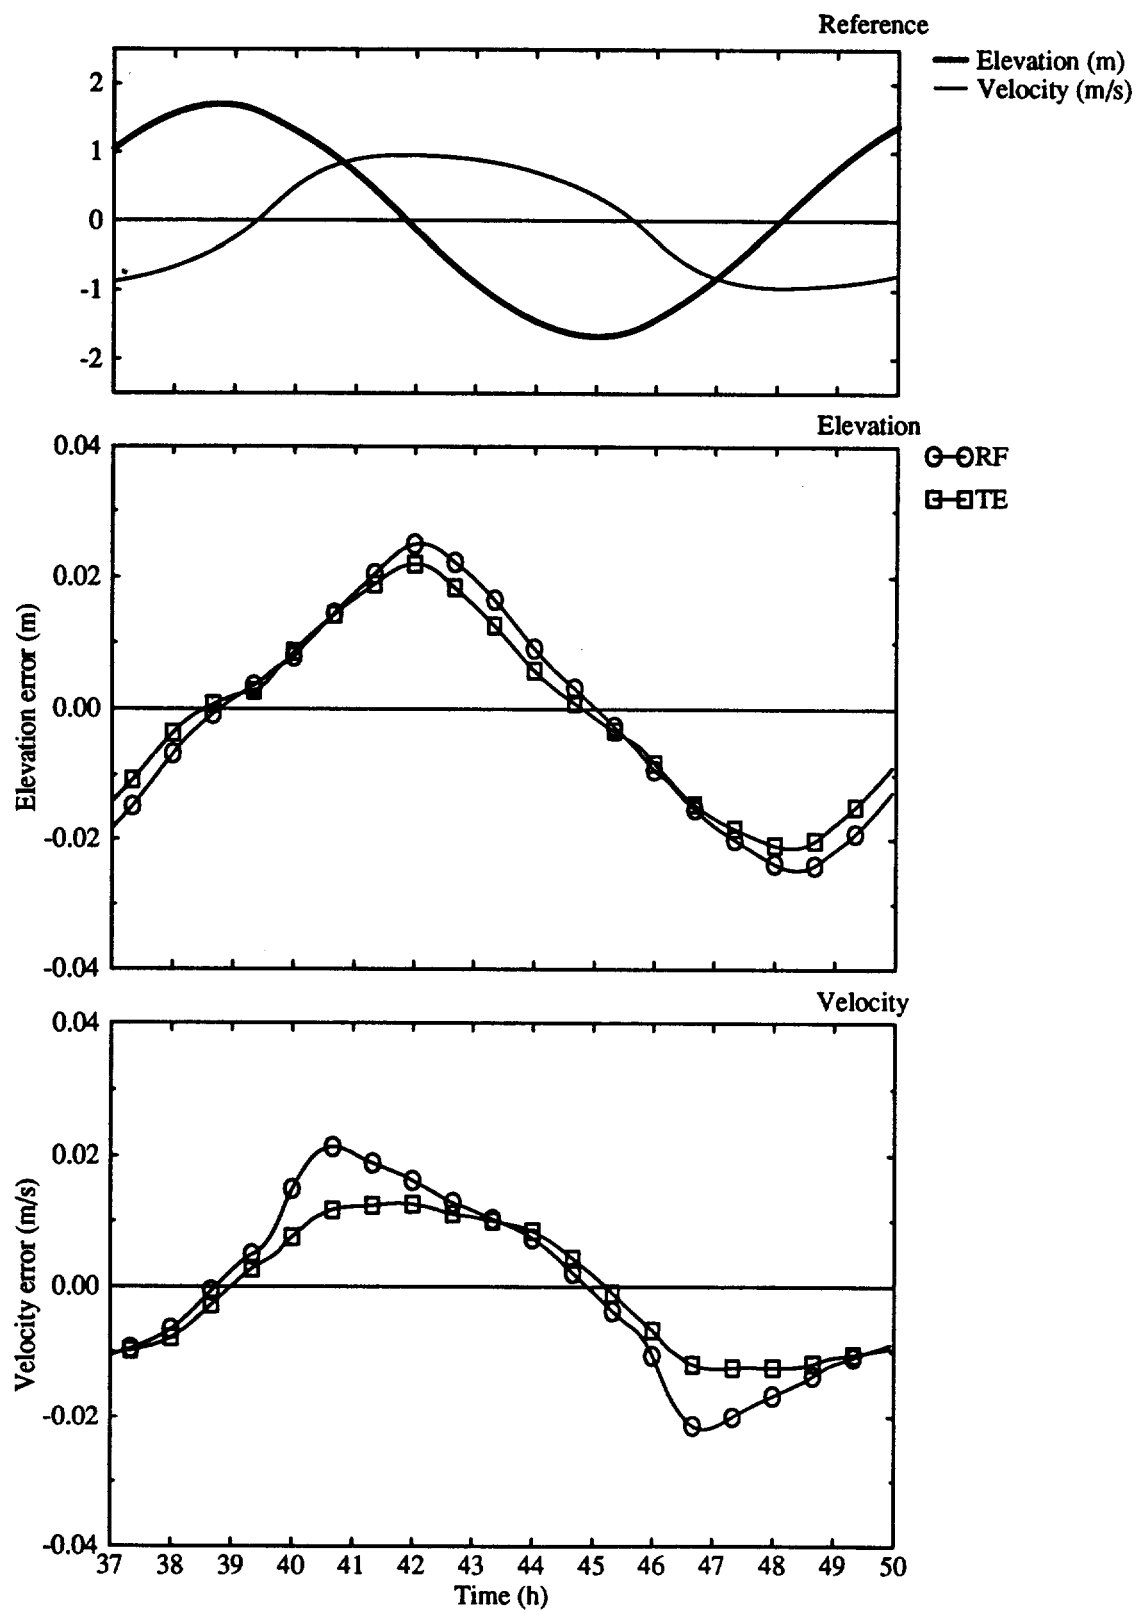 Reference
Elevation (m)
Velocity (m/s)
2
1
0
-1
-2
Elevation
RF
TE
0.04
0.02
0.00
-0.02
-0.04
Elevation error (m)
Velocity
0.04
0.02
0.00
-0.02
-0.04
Velocity error (m/s)
37 38 39 40 41 42 43 44 45 46 47 48 49 50
Time (h)